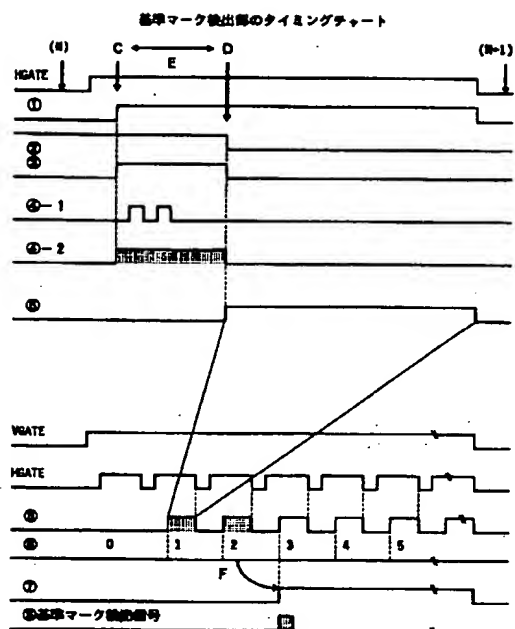 基準マーク検出部のタイミングチャート
(N) C D (N+1)
E
HGATE
①
②
③
④-1
④-2
⑤
VGATE
HGATE
⑤
⑥ 0 1 2 3 4 5
F
⑦
⑧基準マーク検出信号